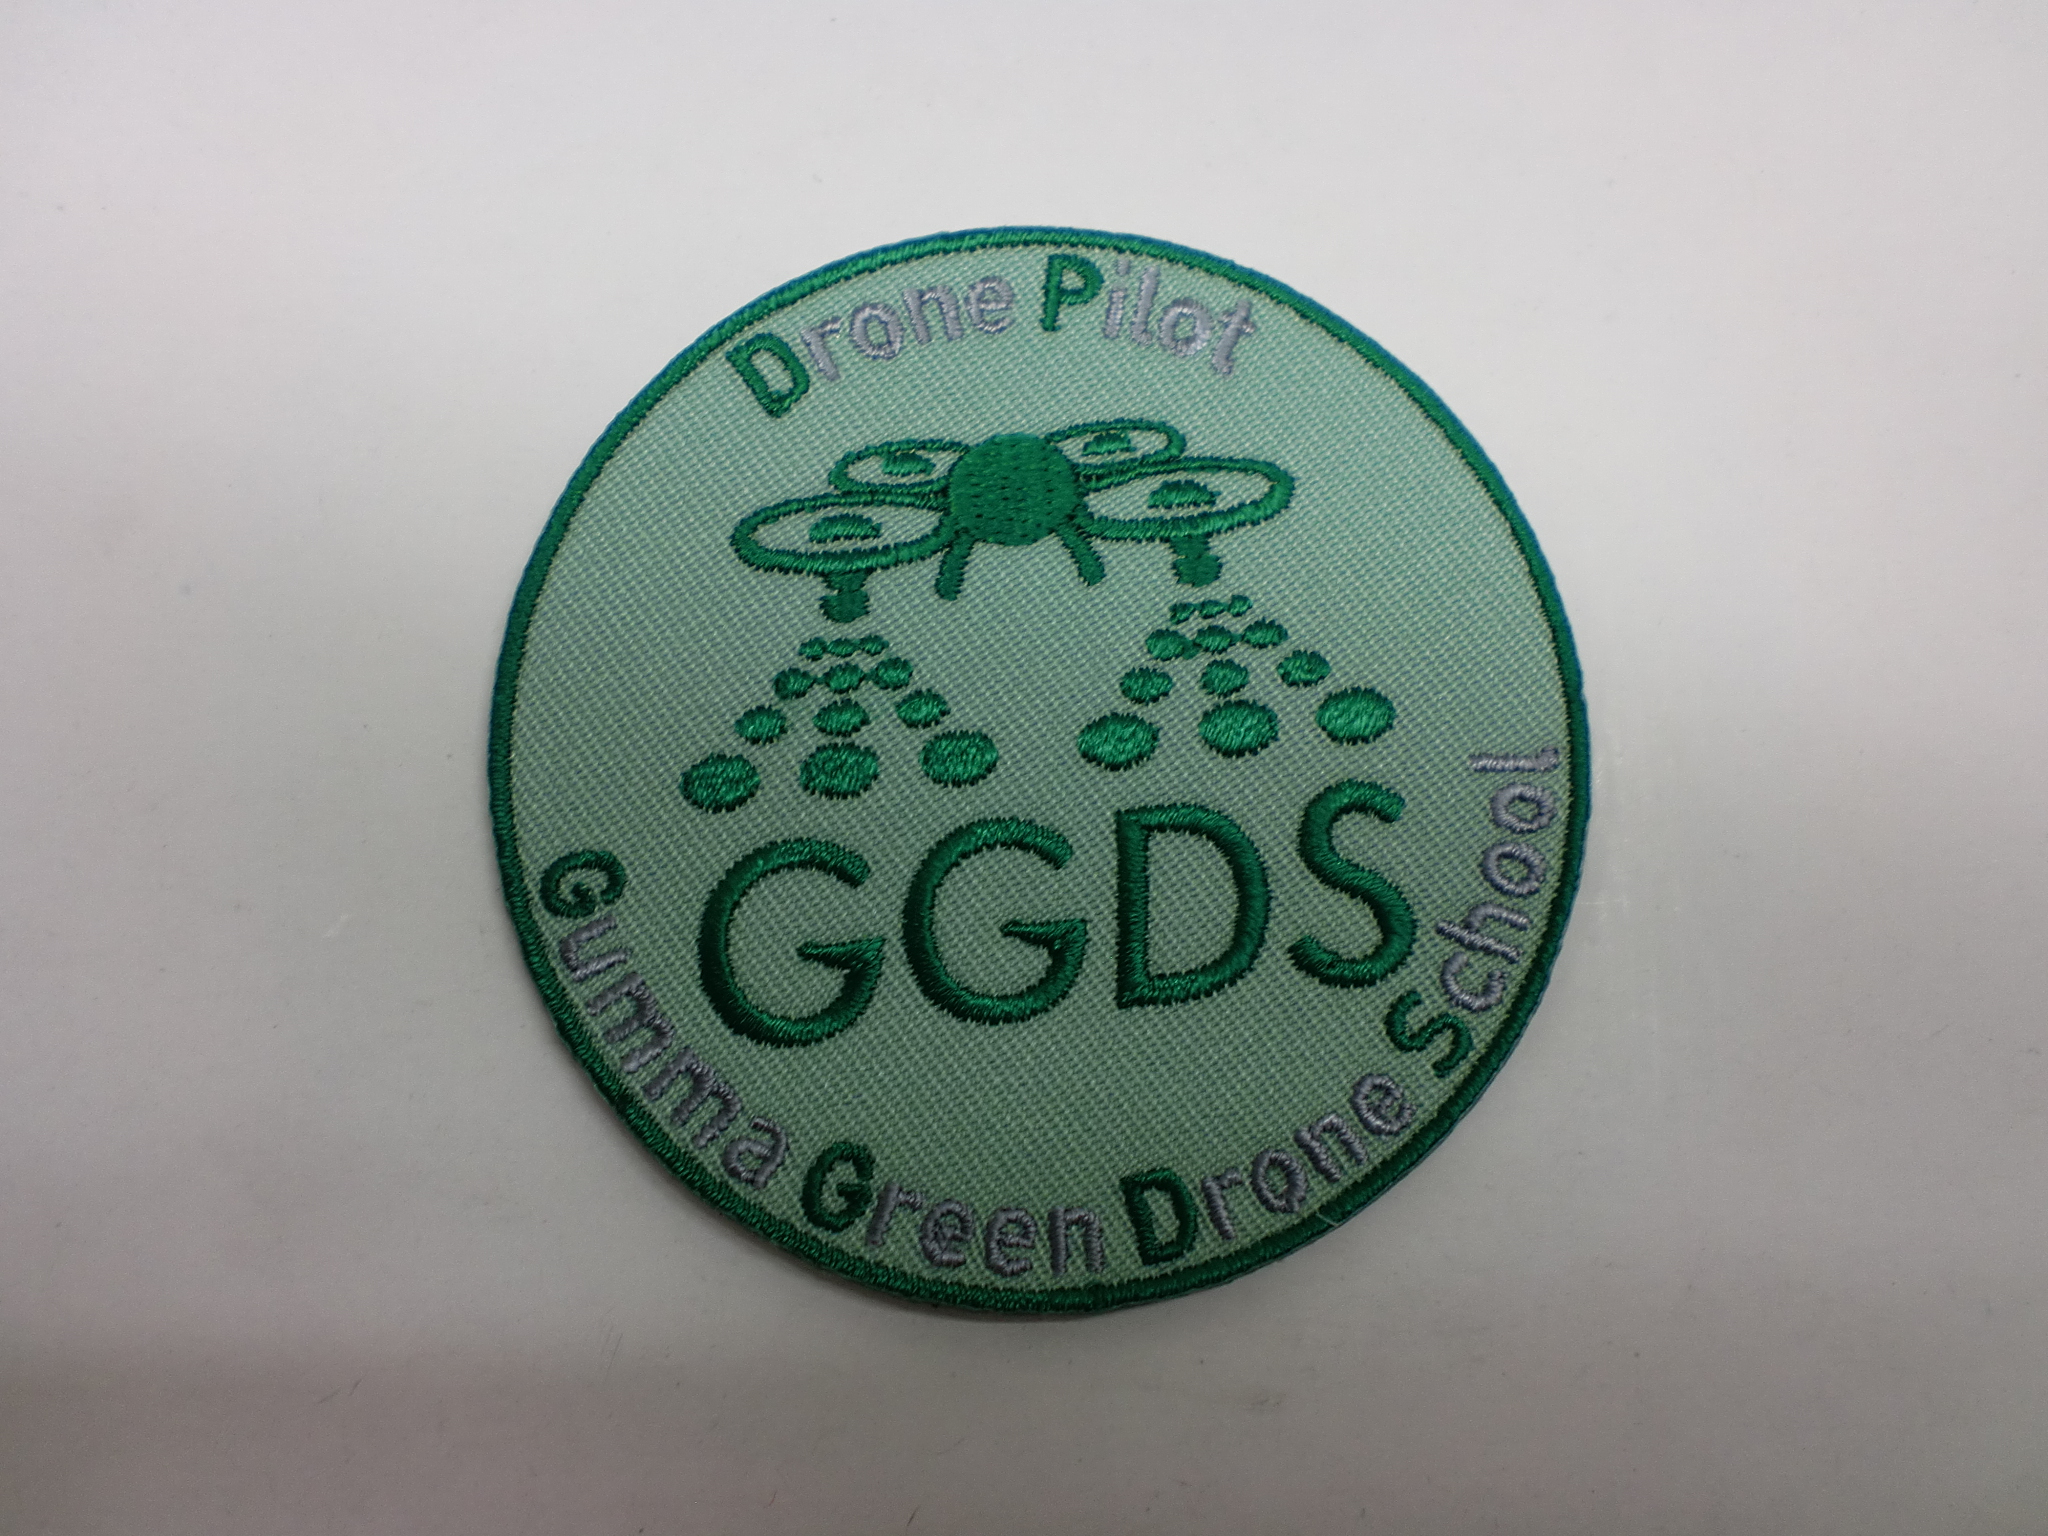 Drone Pilot
GGDS
Gumma Green Drone School